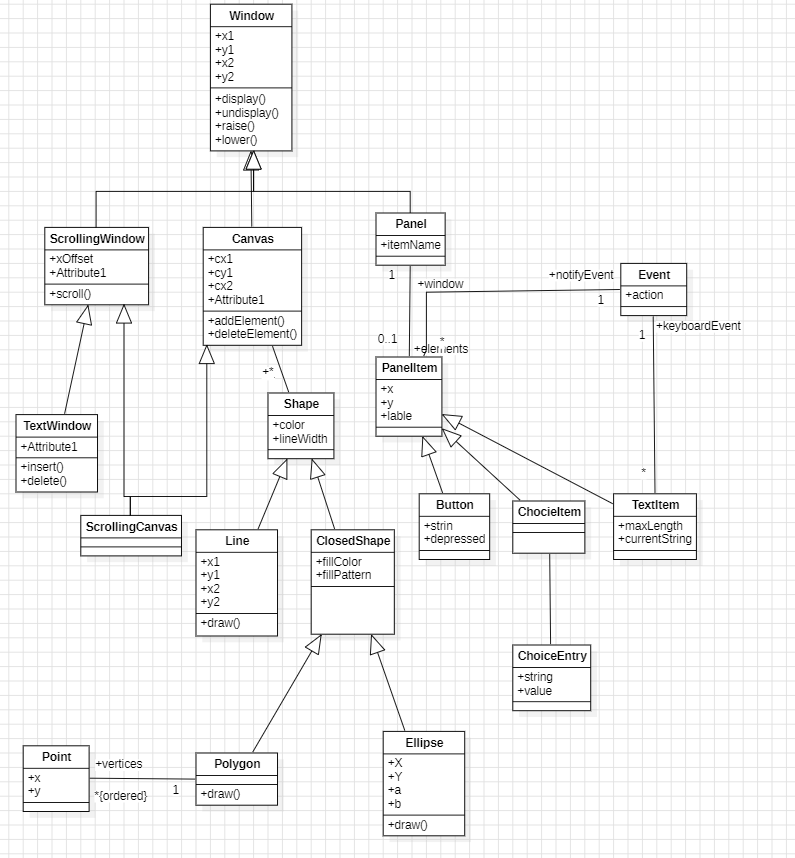 Window
+x1
+y1
+x2
+y2
+display()
+undisplay()
+raise()
+lower()
ScrollingWindow
+xOffset
+Attribute1
+scroll()
Canvas
+cx1
+cy1
+cx2
+Attribute1
+addElement()
+deleteElement()
Panel
+itemName
1
+window
+notifyEvent
1
Event
+action
1
+keyboardEvent
0..1
*
+elements
PanelItem
+x
+y
+lable
+*
Shape
+color
+lineWidth
TextWindow
+Attribute1
+insert()
+delete()
ScrollingCanvas
Line
+x1
+y1
+x2
+y2
+draw()
ClosedShape
+fillColor
+fillPattern
Button
+strin
+depressed
ChocieItem
*
TextItem
+maxLength
+currentString
ChoiceEntry
+string
+value
Point
+x
+y
+vertices
*{ordered}
1
Polygon
+draw()
Ellipse
+X
+Y
+a
+b
+draw()